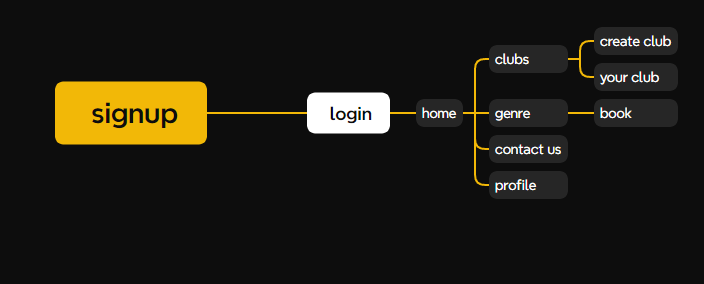 signup
login
home
clubs
create club
your club
genre
book
contact us
profile